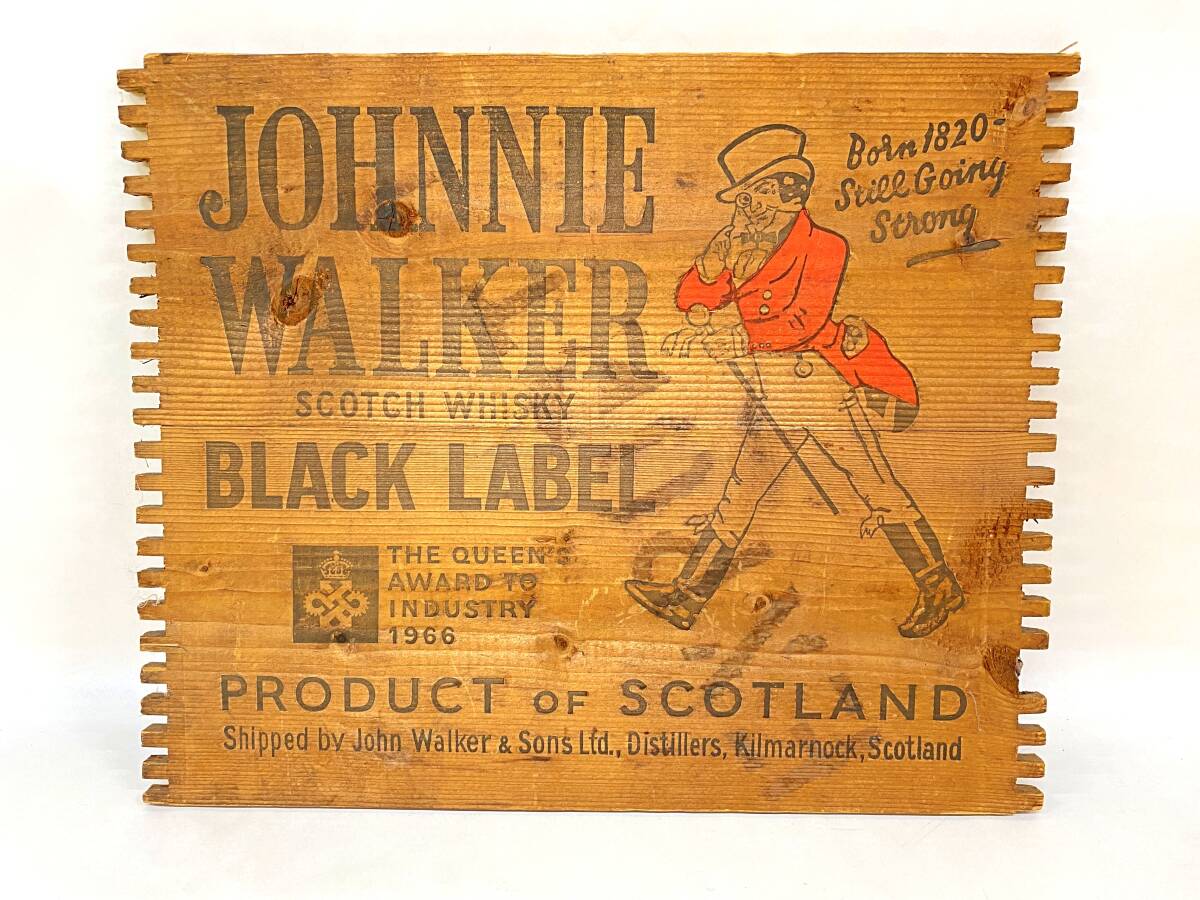 JOHNNIE
WALKER
SCOTCH WHISKY
BLACK LABEL
Born 1820-
Still Going
Strong
THE QUEEN'S
AWARD TO
INDUSTRY
1966
PRODUCT OF SCOTLAND
Shipped by John Walker & Sons Ltd., Distillers, Kilmarnock, Scotland